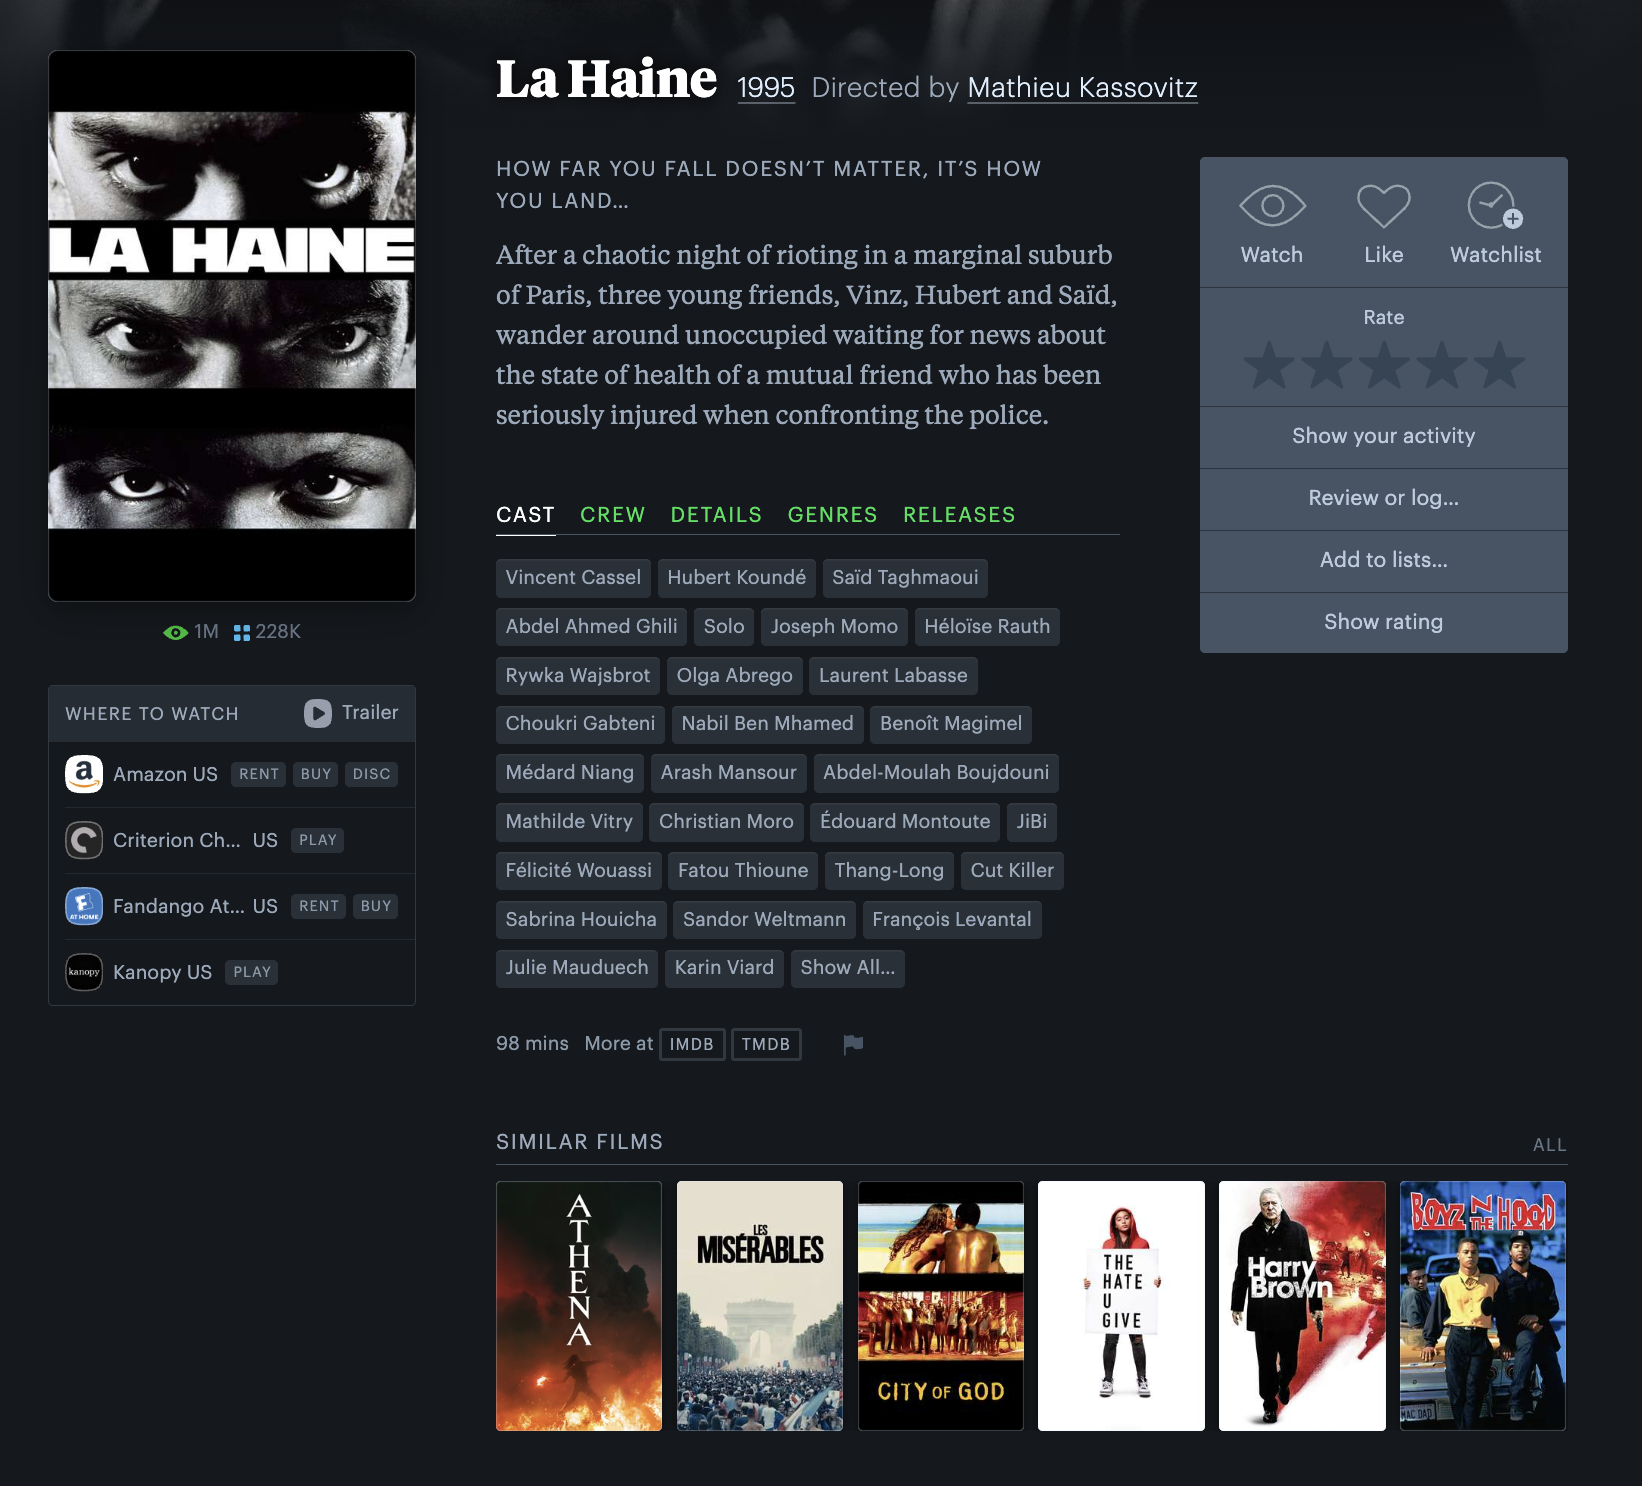 La Haine 1995 Directed by Mathieu Kassovitz
LA HAINE
1M 228K
WHERE TO WATCH Trailer
a Amazon US RENT BUY DISC
Criterion Ch... US PLAY
AT HOME Fandango At... US RENT BUY
kanopy Kanopy US PLAY
HOW FAR YOU FALL DOESN’T MATTER, IT’S HOW
YOU LAND…
After a chaotic night of rioting in a marginal suburb
of Paris, three young friends, Vinz, Hubert and Saïd,
wander around unoccupied waiting for news about
the state of health of a mutual friend who has been
seriously injured when confronting the police.
CAST CREW DETAILS GENRES RELEASES
Vincent Cassel Hubert Koundé Saïd Taghmaoui
Abdel Ahmed Ghili Solo Joseph Momo Héloïse Rauth
Rywka Wajsbrot Olga Abrego Laurent Labasse
Choukri Gabteni Nabil Ben Mhamed Benoît Magimel
Médard Niang Arash Mansour Abdel-Moulah Boujdouni
Mathilde Vitry Christian Moro Édouard Montoute JiBi
Félicité Wouassi Fatou Thioune Thang-Long Cut Killer
Sabrina Houicha Sandor Weltmann François Levantal
Julie Mauduech Karin Viard Show All…
98 mins More at IMDB TMDB
Watch Like Watchlist
Rate
Show your activity
Review or log…
Add to lists…
Show rating
SIMILAR FILMS ALL
ATHENA
LES
MISÉRABLES
CITY OF GOD
THE
HATE
U
GIVE
Harry
Brown
BOYZ N THE HOOD
MAC DAD